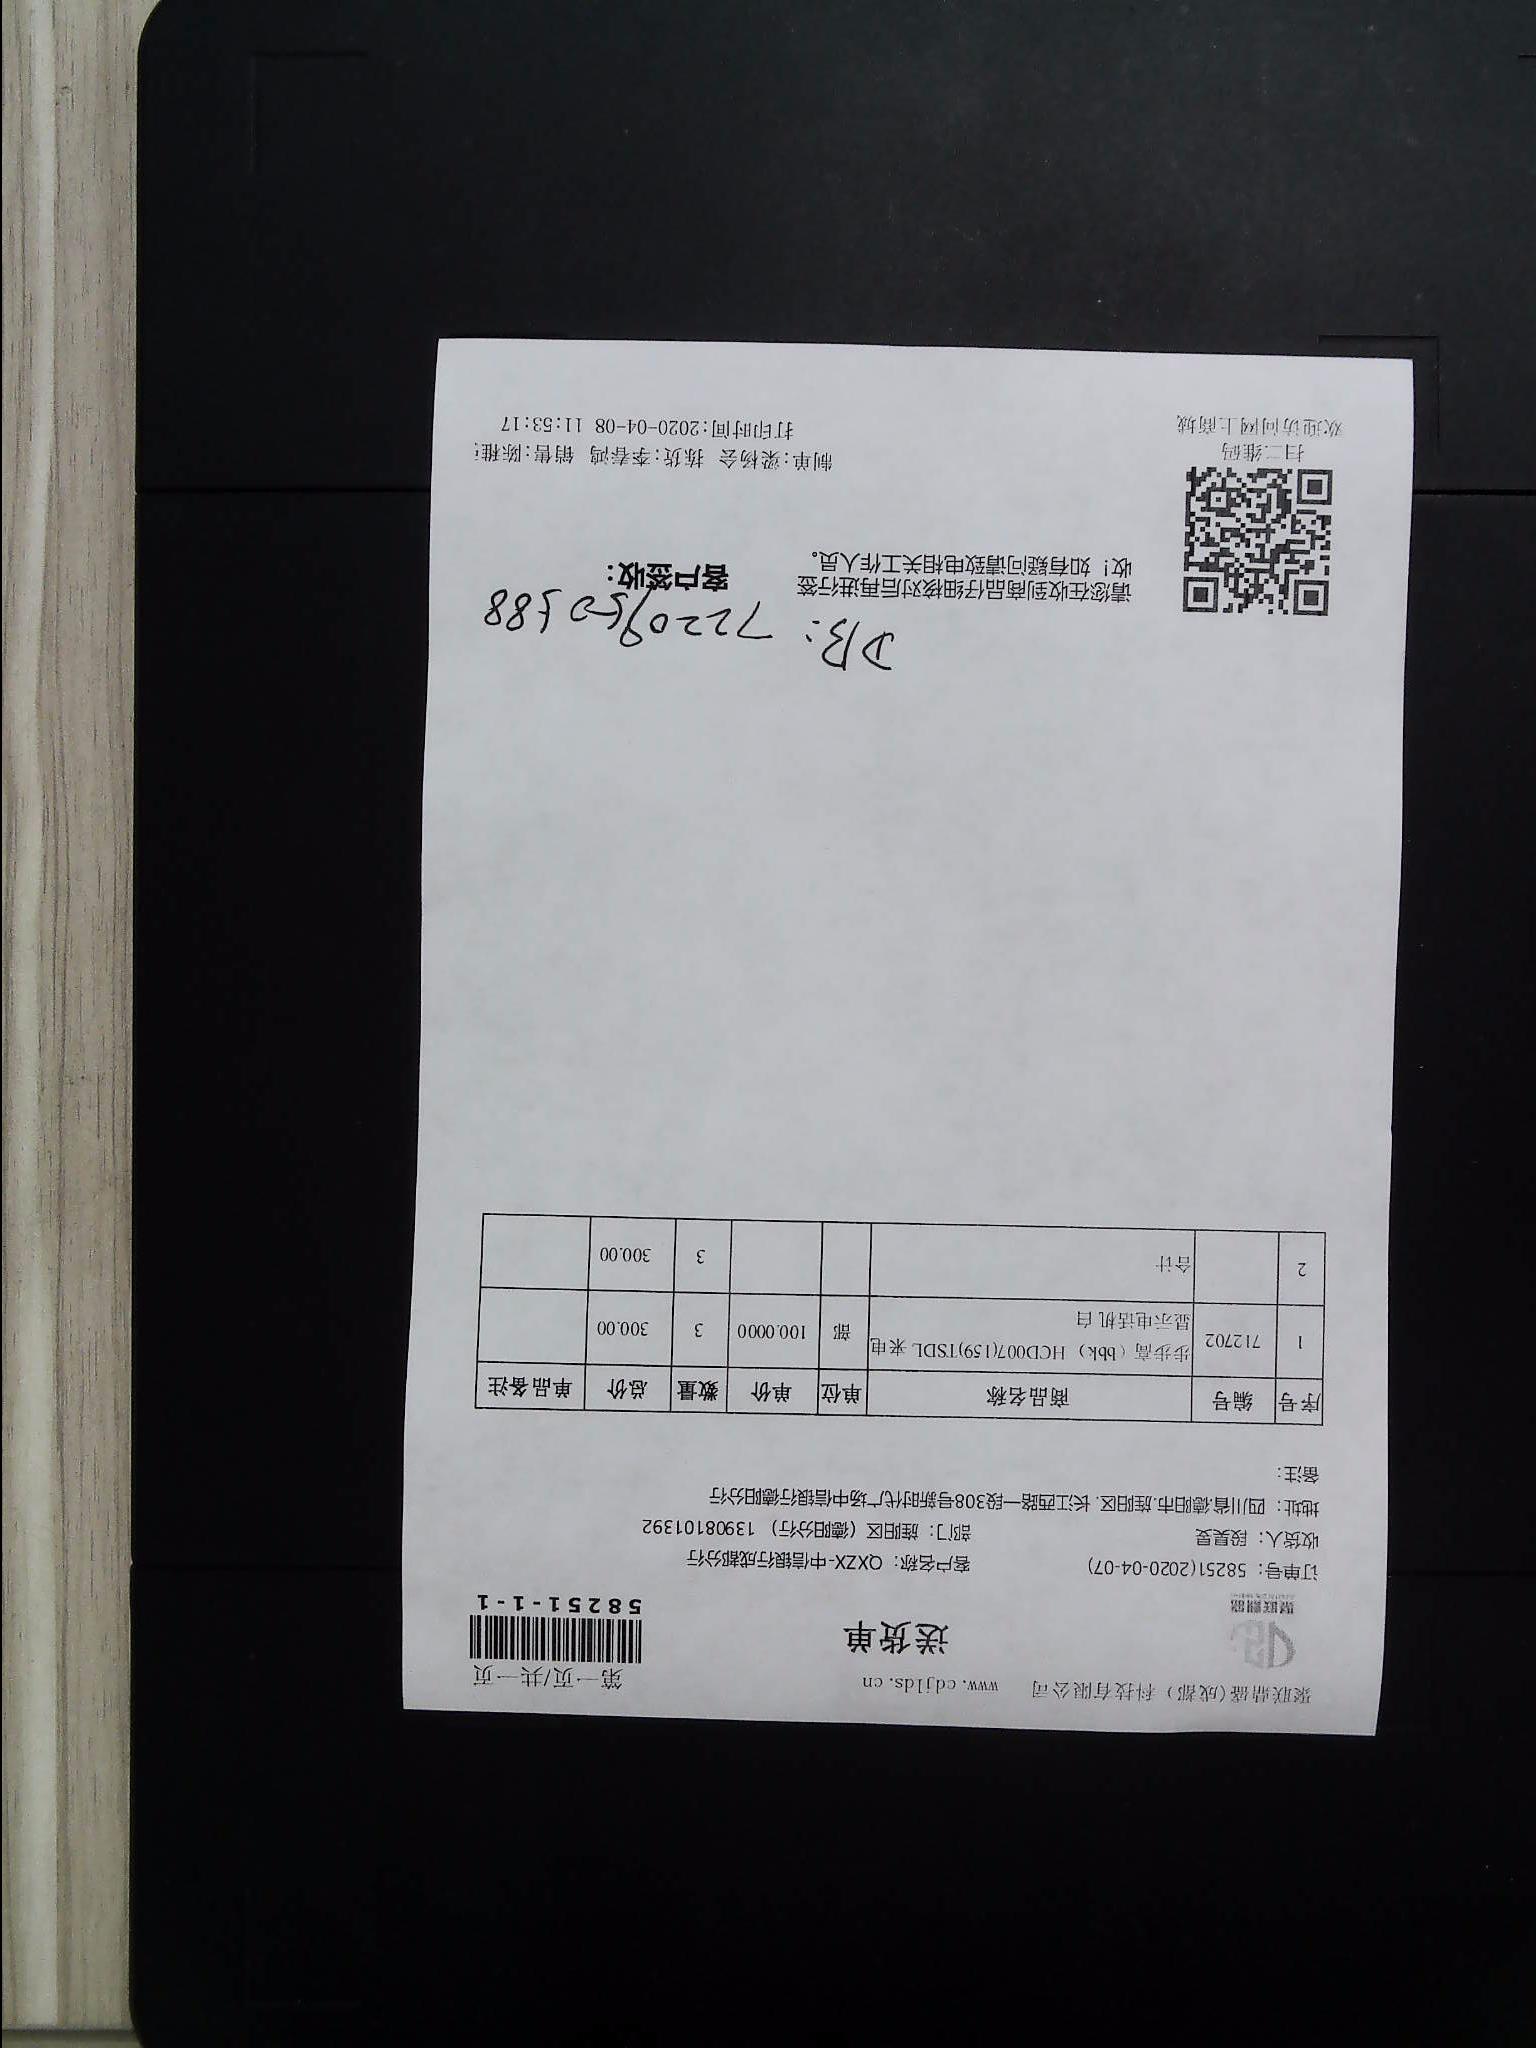 聚联鼎盛(成都)科技有限公司 www.cdjlds.cn 第一页/共一页
聚联鼎盛
送货单
58251-1-1
订单号: 58251(2020-04-07) 客户名称: QXZX-中信银行成都分行
收货人: 段昊旻 部门: 旌阳区 (德阳分行) 13908101392
地址: 四川省.德阳市.旌阳区. 长江西路一段308号新时代广场中信银行德阳分行
备注:
序号 编号 商品名称 单位 单价 数量 总价 单品备注
1 712702 步步高 (bbk) HCD007(159)TSDL 来电显示电话机 白 部 100.0000 3 300.00
2 合计 3 300.00
DB: 72209503588
请您在收到商品仔细核对后再进行签
收! 如有疑问请致电相关工作人员。
客户签收:
扫二维码
欢迎访问网上商城
制单:梁杨会 拣货:李春鸿 销售:陈雅
打印时间:2020-04-08 11:53:17